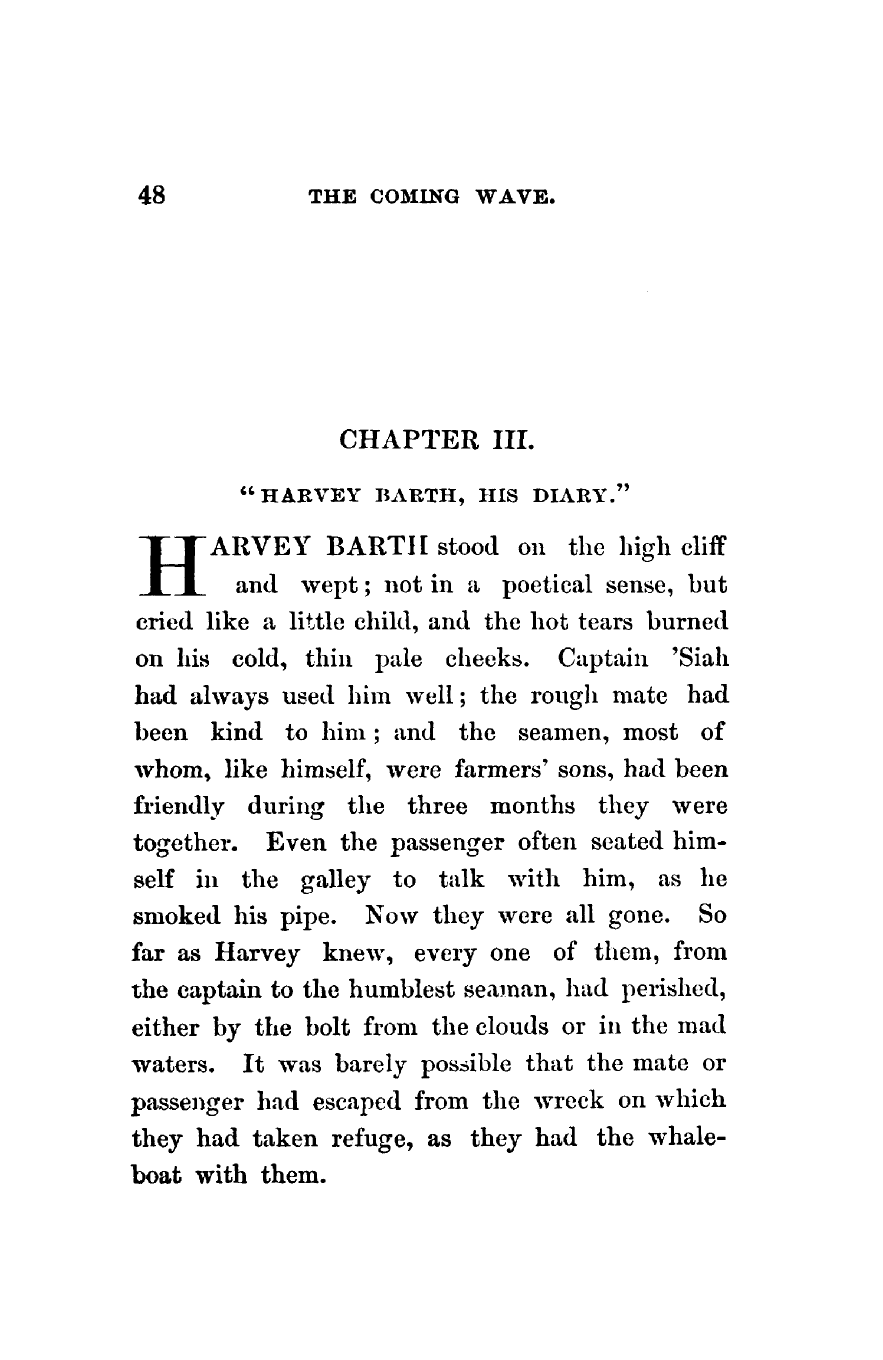 48 THE COMING WAVE.
CHAPTER III.
“HARVEY BARTH, HIS DIARY.”
HARVEY BARTH stood on the high cliff
and wept; not in a poetical sense, but
cried like a little child, and the hot tears burned
on his cold, thin pale cheeks. Captain ’Siah
had always used him well; the rough mate had
been kind to him; and the seamen, most of
whom, like himself, were farmers’ sons, had been
friendly during the three months they were
together. Even the passenger often seated him-
self in the galley to talk with him, as he
smoked his pipe. Now they were all gone. So
far as Harvey knew, every one of them, from
the captain to the humblest seaman, had perished,
either by the bolt from the clouds or in the mad
waters. It was barely possible that the mate or
passenger had escaped from the wreck on which
they had taken refuge, as they had the whale-
boat with them.